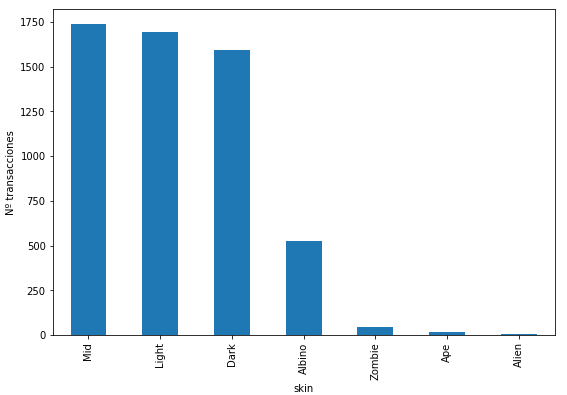 1750
1500
1250
1000
750
500
250
0
Nº transacciones
Mid
Light
Dark
Albino
Zombie
Ape
Alien
skin